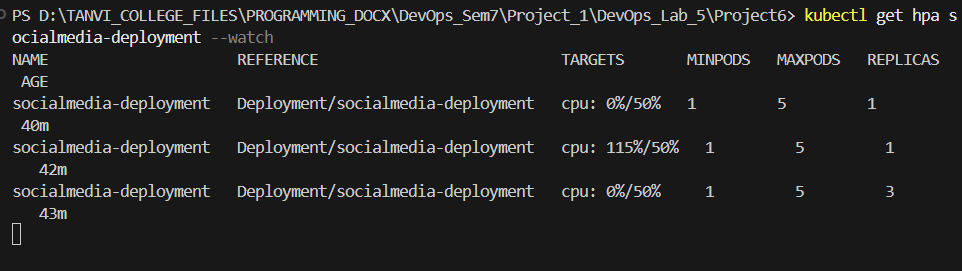 PS D:\TANVI_COLLEGE_FILES\PROGRAMMING_DOCX\DevOps_Sem7\Project_1\DevOps_Lab_5\Project6> kubectl get hpa s
ocialmedia-deployment --watch
NAME REFERENCE TARGETS MINPODS MAXPODS REPLICAS
AGE
socialmedia-deployment Deployment/socialmedia-deployment cpu: 0%/50% 1 5 1
40m
socialmedia-deployment Deployment/socialmedia-deployment cpu: 115%/50% 1 5 1
42m
socialmedia-deployment Deployment/socialmedia-deployment cpu: 0%/50% 1 5 3
43m